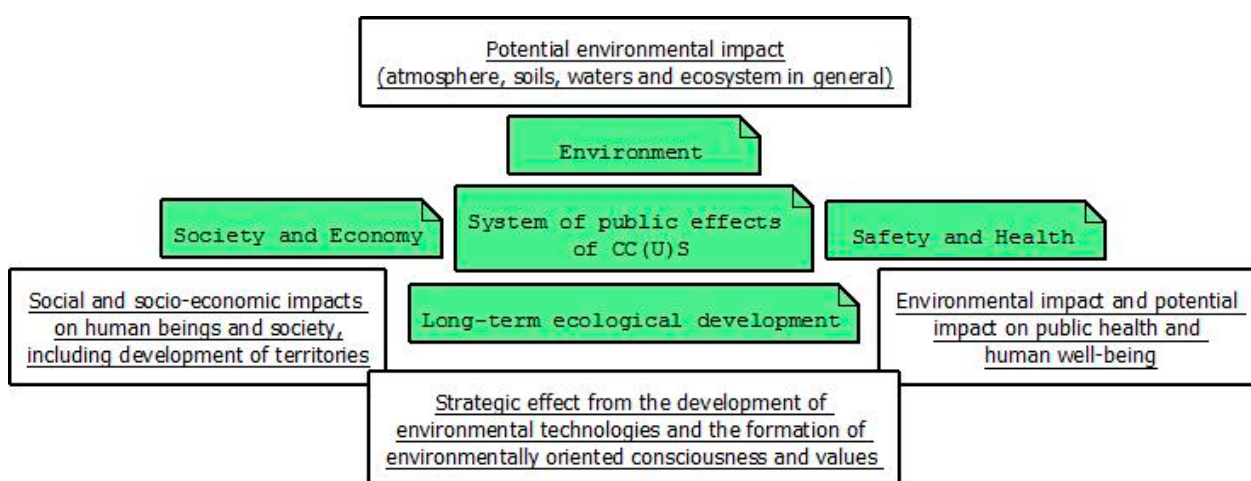 Potential environmental impact
(atmosphere, soils, waters and ecosystem in general)
Environment
System of public effects
of CC(U)S
Society and Economy
Safety and Health
Social and socio-economic impacts
on human beings and society,
including development of territories
Long-term ecological development
Environmental impact and potential
impact on public health and
human well-being
Strategic effect from the development of
environmental technologies and the formation of
environmentally oriented consciousness and values